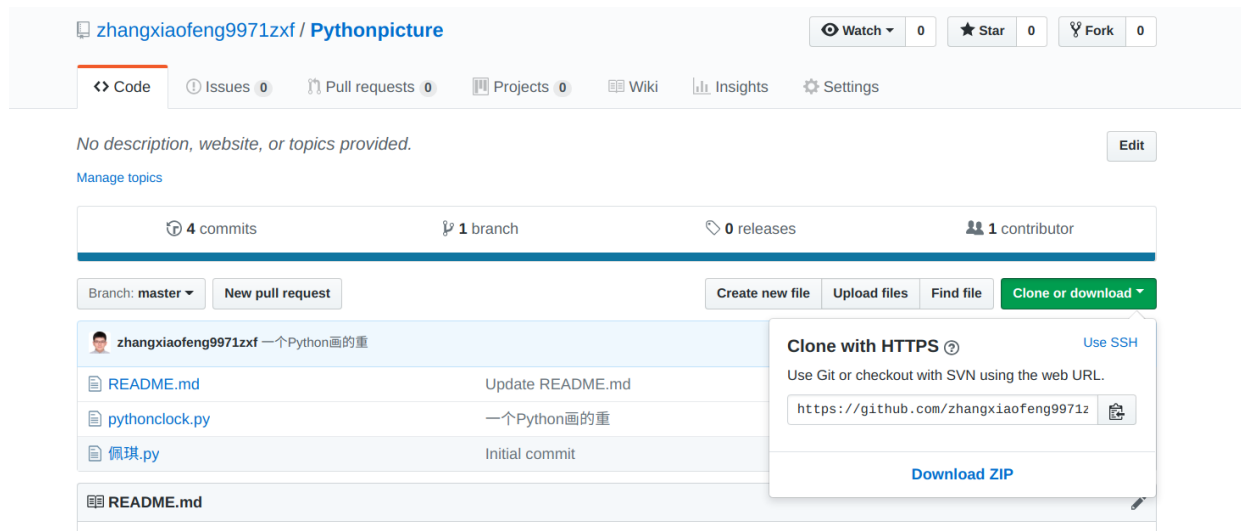 zhangxiaofeng9971zxf / Pythonpicture
Watch 0 Star 0 Fork 0
Code Issues 0 Pull requests 0 Projects 0 Wiki Insights Settings
No description, website, or topics provided. Edit
Manage topics
4 commits 1 branch 0 releases 1 contributor
Branch: master New pull request Create new file Upload files Find file Clone or download
zhangxiaofeng9971zxf 一个Python画的重
README.md Update README.md
pythonclock.py 一个Python画的重
佩琪.py Initial commit
Clone with HTTPS ? Use SSH
Use Git or checkout with SVN using the web URL.
https://github.com/zhangxiaofeng9971z
Download ZIP
README.md